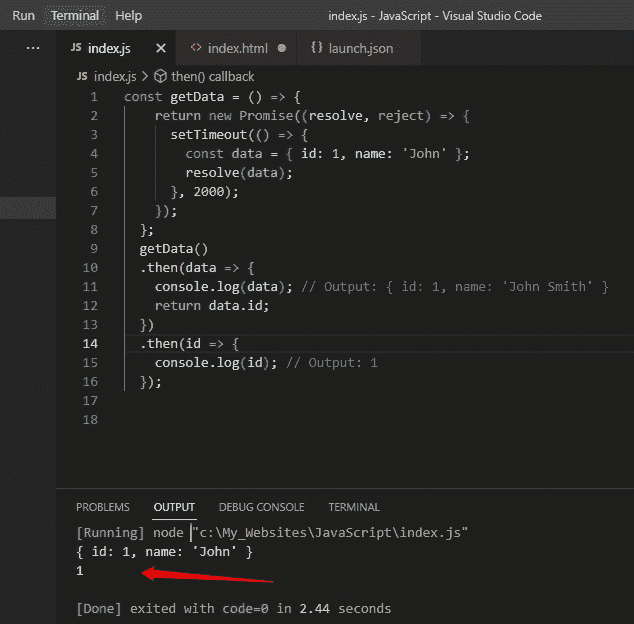 Run Terminal Help index.js - JavaScript - Visual Studio Code
··· JS index.js × <> index.html ● {} launch.json
JS index.js > then() callback
1 const getData = () => {
2 return new Promise((resolve, reject) => {
3 setTimeout(() => {
4 const data = { id: 1, name: 'John' };
5 resolve(data);
6 }, 2000);
7 });
8 };
9 getData()
10 .then(data => {
11 console.log(data); // Output: { id: 1, name: 'John Smith' }
12 return data.id;
13 })
14 .then(id => {
15 console.log(id); // Output: 1
16 });
17
18
PROBLEMS OUTPUT DEBUG CONSOLE TERMINAL
[Running] node "c:\My_Websites\JavaScript\index.js"
{ id: 1, name: 'John' }
1
[Done] exited with code=0 in 2.44 seconds